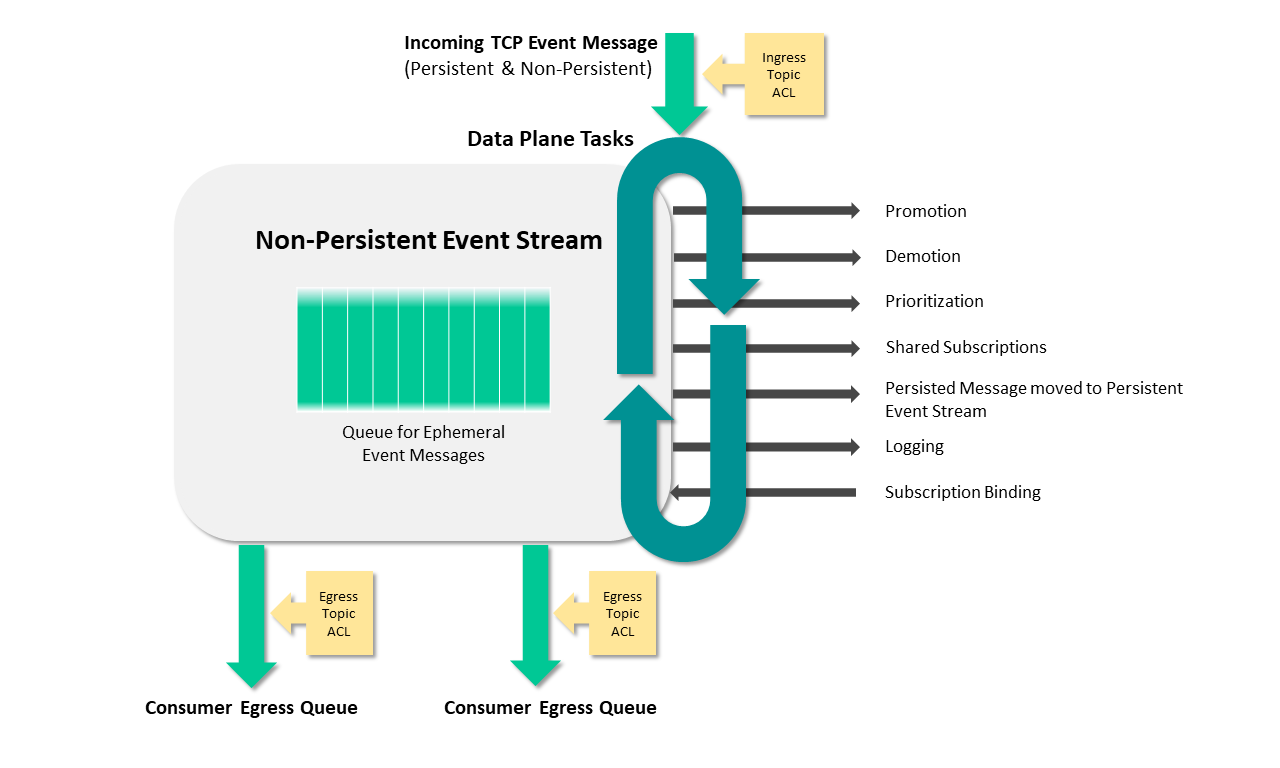 Incoming TCP Event Message
(Persistent & Non-Persistent)
Ingress
Topic
ACL
Data Plane Tasks
Non-Persistent Event Stream
Queue for Ephemeral
Event Messages
Promotion
Demotion
Prioritization
Shared Subscriptions
Persisted Message moved to Persistent
Event Stream
Logging
Subscription Binding
Egress
Topic
ACL
Egress
Topic
ACL
Consumer Egress Queue
Consumer Egress Queue